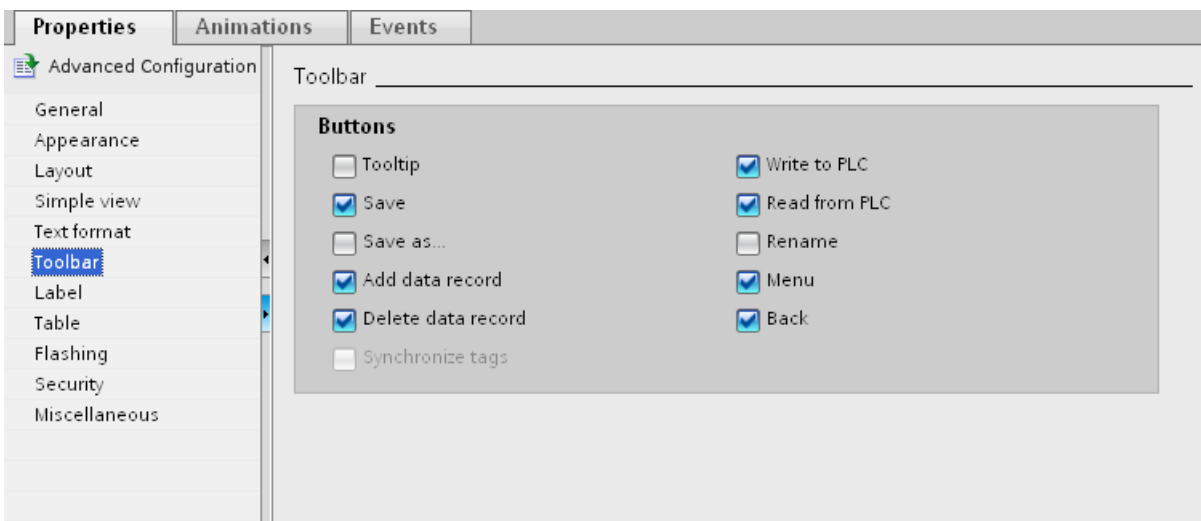 Properties Animations Events
Advanced Configuration
General
Appearance
Layout
Simple view
Text format
Toolbar
Label
Table
Flashing
Security
Miscellaneous
Toolbar
Buttons
Tooltip
Save
Save as...
Add data record
Delete data record
Synchronize tags
Write to PLC
Read from PLC
Rename
Menu
Back